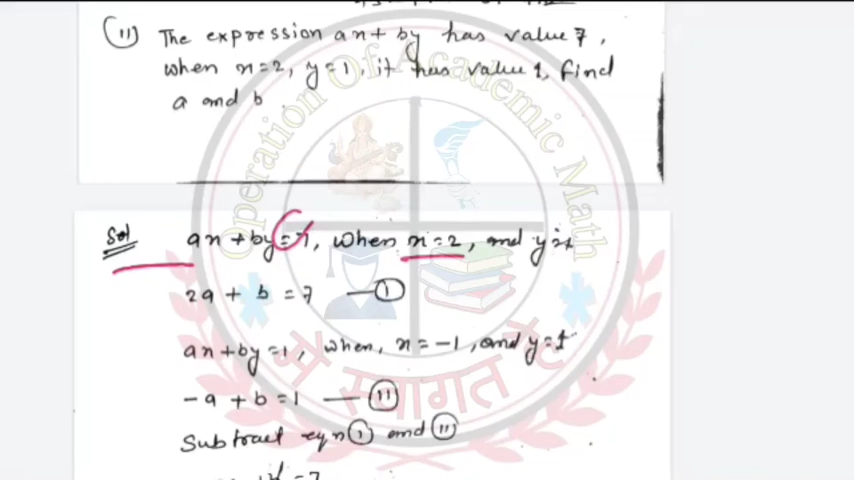 (ii) The expression ax + by has value 7,
when x=2, y=1, it has value 1, find
a and b.
Operation Of Academic Math
Sol ax + by = 7, when x = 2, and y=1
2a + b = 7 — (i)
ax + by = 1, when, x = -1, and y=1
-a + b = 1 — (ii)
में स्वागत है
Subtract eqn (i) and (ii)
= 7